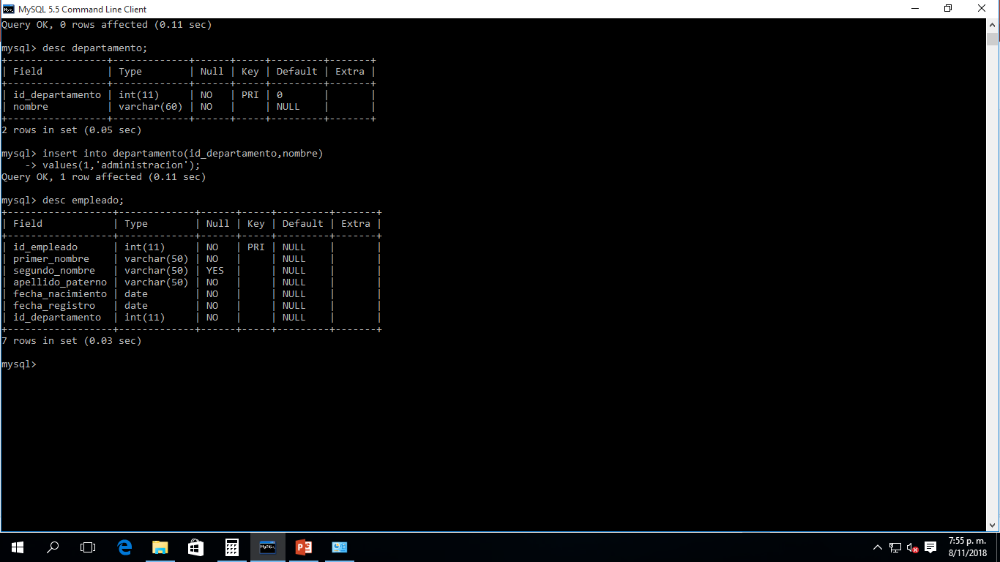 MySQL 5.5 Command Line Client
Query OK, 0 rows affected (0.11 sec)
mysql> desc departamento;
+-----------------+-------------+------+-----+---------+-------+
| Field           | Type        | Null | Key | Default | Extra |
+-----------------+-------------+------+-----+---------+-------+
| id_departamento | int(11)     | NO   | PRI | 0       |       |
| nombre          | varchar(60) | NO   |     | NULL    |       |
+-----------------+-------------+------+-----+---------+-------+
2 rows in set (0.05 sec)
mysql> insert into departamento(id_departamento,nombre)
    -> values(1,'administracion');
Query OK, 1 row affected (0.11 sec)
mysql> desc empleado;
+------------------+-------------+------+-----+---------+-------+
| Field            | Type        | Null | Key | Default | Extra |
+------------------+-------------+------+-----+---------+-------+
| id_empleado      | int(11)     | NO   | PRI | NULL    |       |
| primer_nombre    | varchar(50) | NO   |     | NULL    |       |
| segundo_nombre   | varchar(50) | YES  |     | NULL    |       |
| apellido_paterno | varchar(50) | NO   |     | NULL    |       |
| fecha_nacimiento | date        | NO   |     | NULL    |       |
| fecha_registro   | date        | NO   |     | NULL    |       |
| id_departamento  | int(11)     | NO   |     | NULL    |       |
+------------------+-------------+------+-----+---------+-------+
7 rows in set (0.03 sec)
mysql>
7:55 p. m.
8/11/2018